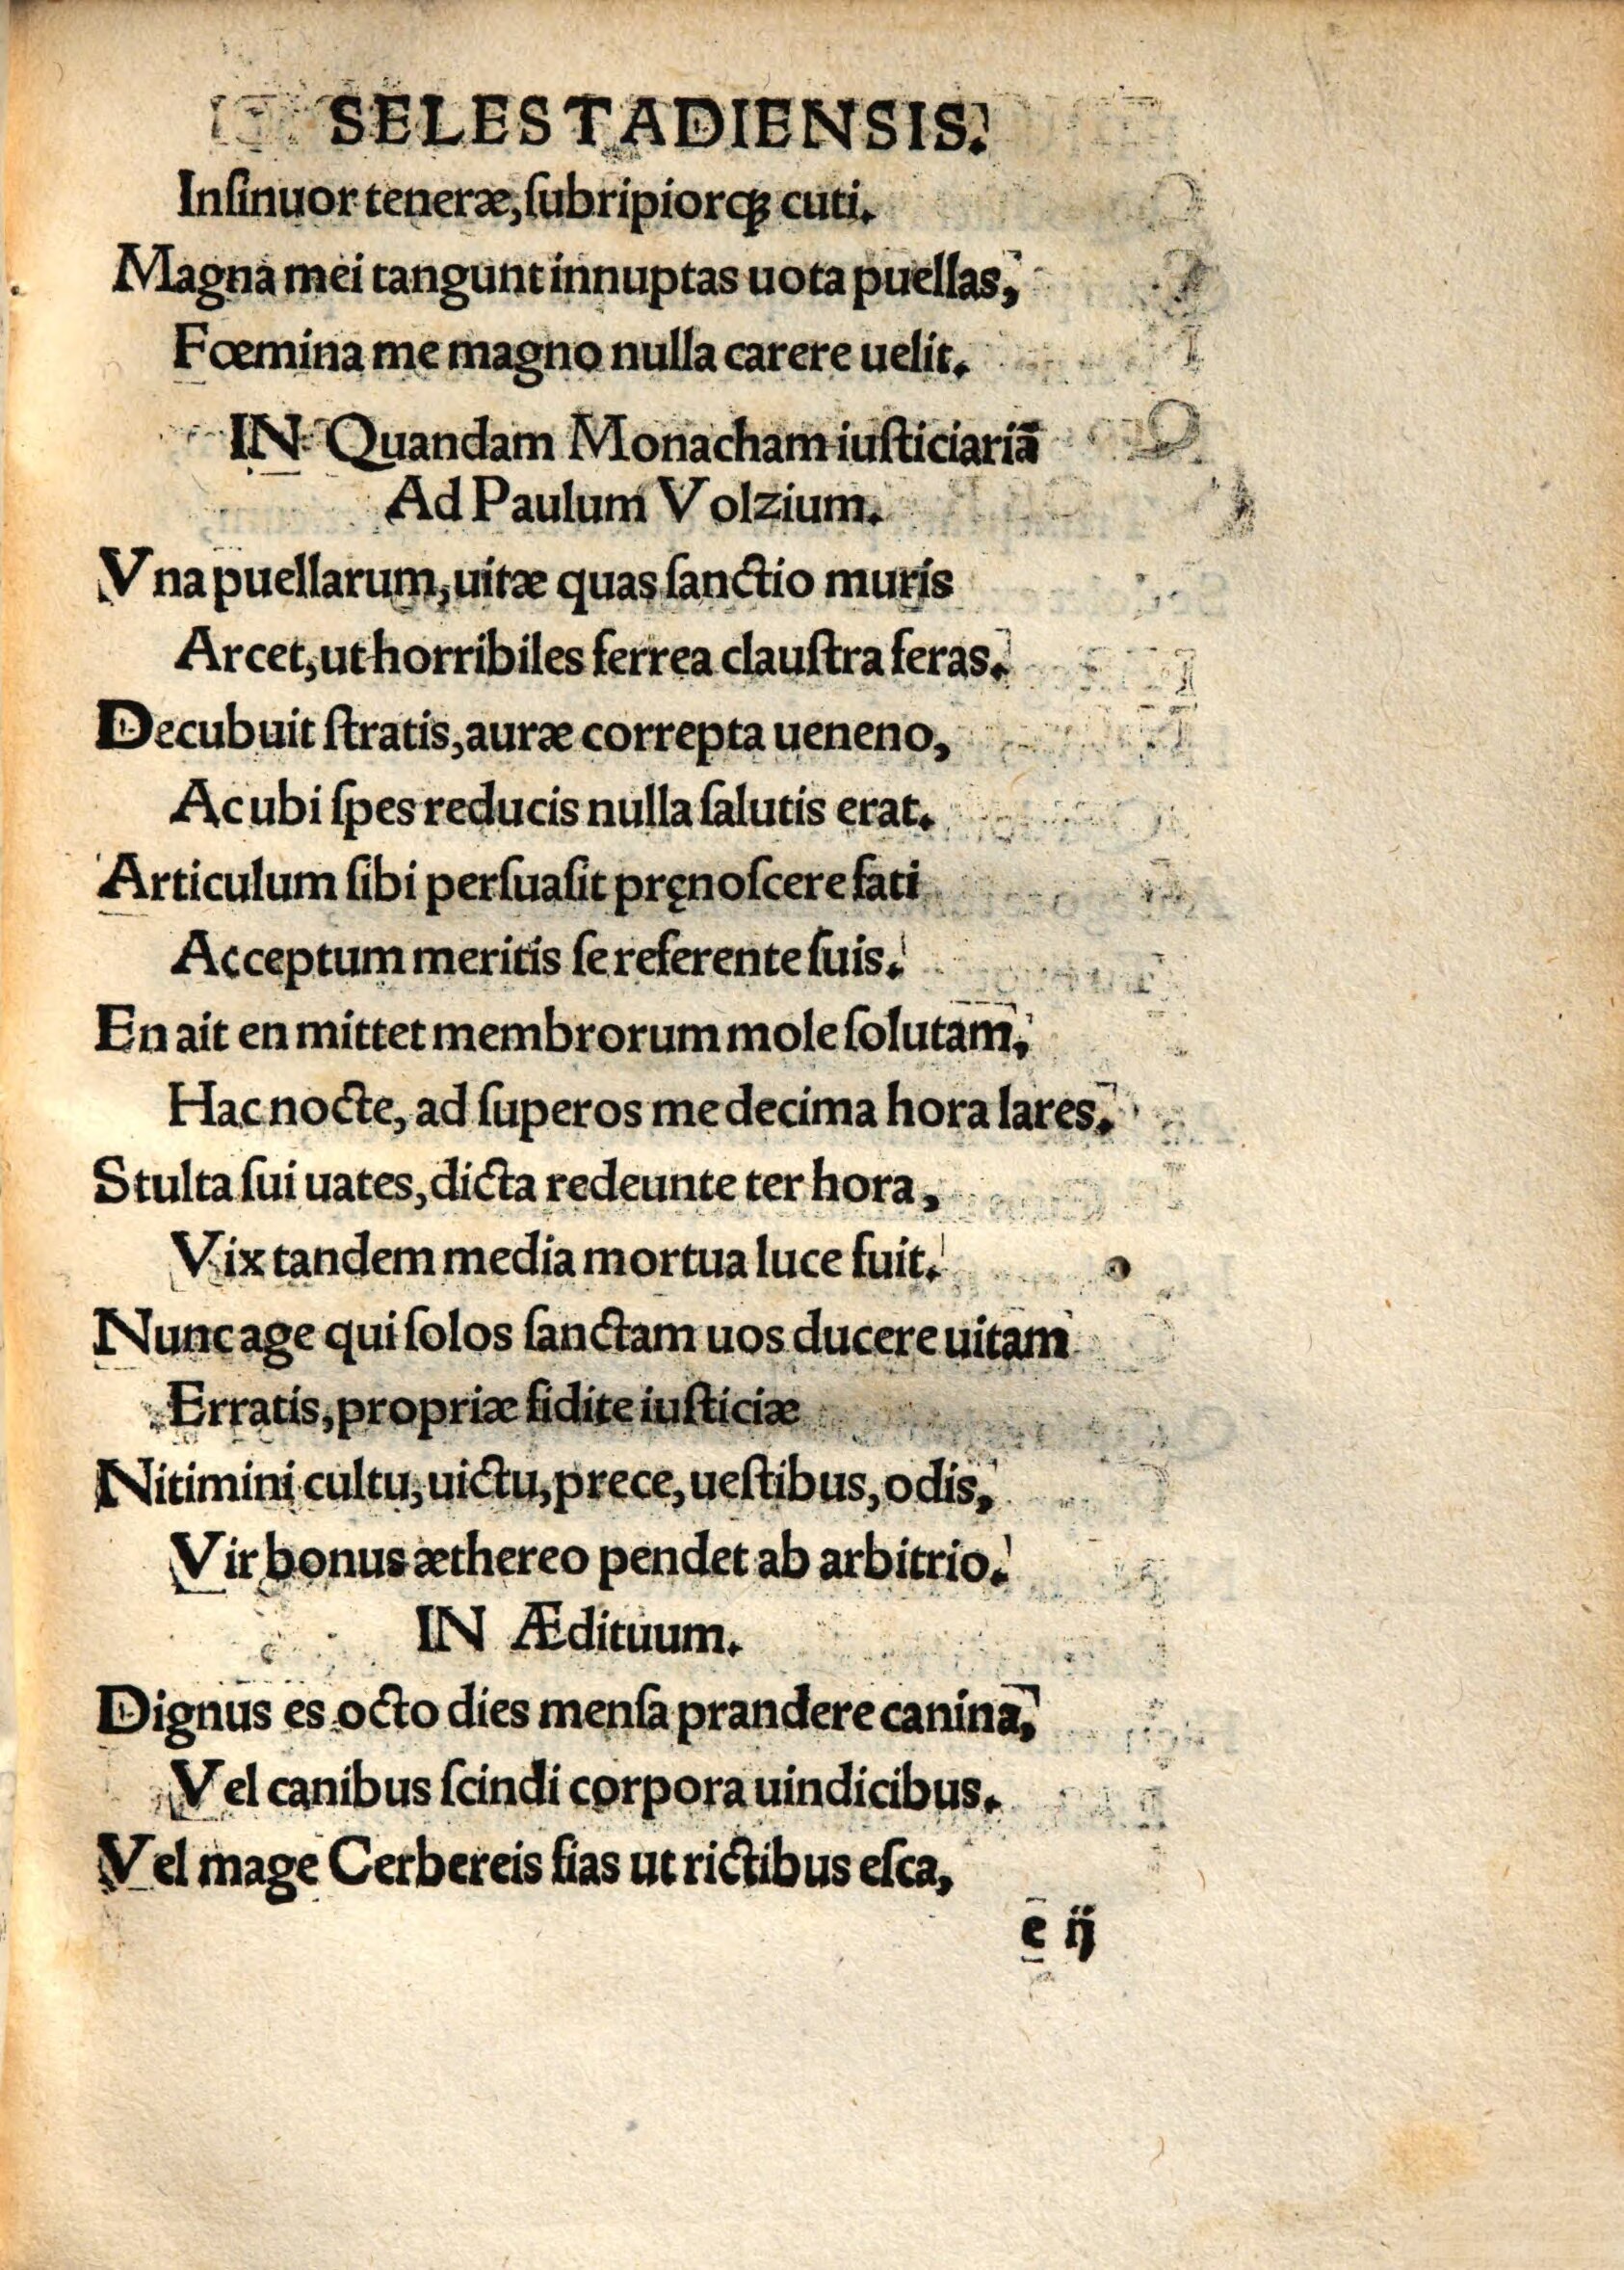 SELESTADIENSIS.
Inſinuor teneræ, ſubripiorqꝫ cuti.
Magna mei tangunt innuptas uota puellas,
Fœmina me magno nulla carere uelit.
IN Quandam Monacham iuſticiariā
Ad Paulum Volzium.
Vna puellarum, uitæ quas ſanctio muris
Arcet, ut horribiles ferrea clauſtra feras.
Decubuit ſtratis, auræ correpta ueneno,
Ac ubi ſpes reducis nulla ſalutis erat.
Articulum ſibi perſuaſit pręnoſcere fati
Acceptum meritis ſe referente ſuis.
En ait en mittet membrorum mole ſolutam,
Hac nocte, ad ſuperos me decima hora lares.
Stulta ſui uates, dicta redeunte ter hora,
Vix tandem media mortua luce fuit.
Nunc age qui ſolos ſanctam uos ducere uitam
Erratis, propriæ fidite iuſticiæ
Nitimini cultu, uictu, prece, ueſtibus, odis,
Vir bonus æthereo pendet ab arbitrio.
IN Ædituum.
Dignus es octo dies menſa prandere canina,
Vel canibus ſcindi corpora uindicibus.
Vel mage Cerbereis fias ut rictibus eſca,
e ij